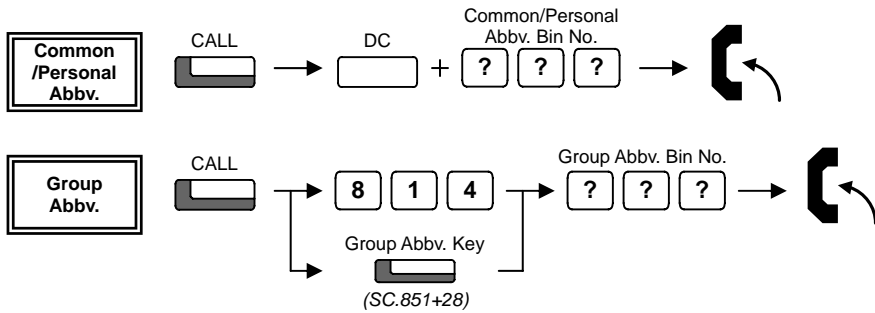 Common
/Personal
Abbv.
CALL
DC
+
Common/Personal
Abbv. Bin No.
? ? ?
Group
Abbv.
CALL
8 1 4
Group Abbv. Key
(SC.851+28)
Group Abbv. Bin No.
? ? ?